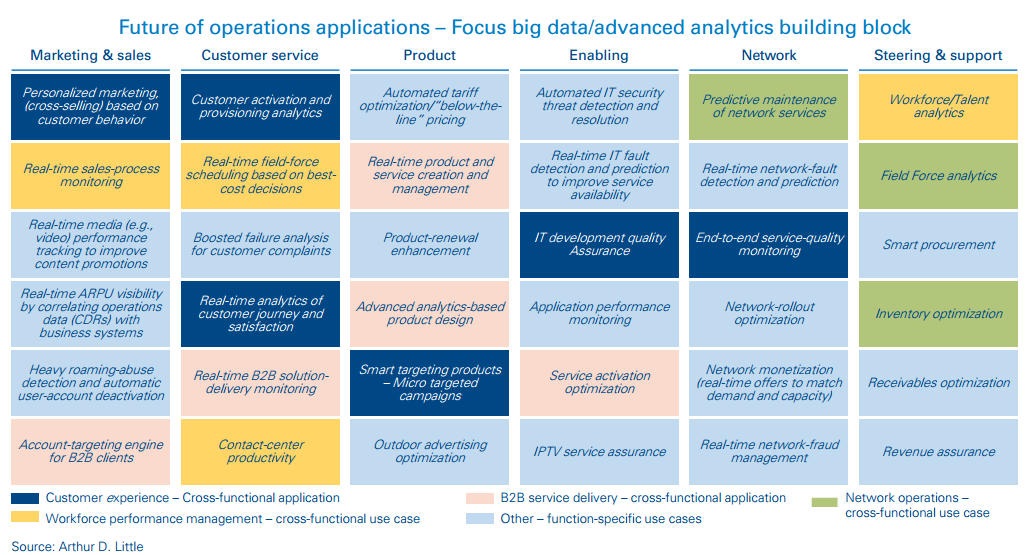 Future of operations applications – Focus big data/advanced analytics building block
Marketing & sales
Customer service
Product
Enabling
Network
Steering & support
Personalized marketing,
(cross-selling) based on
customer behavior
Customer activation and
provisioning analytics
Automated tariff
optimization/"below-the-
line" pricing
Automated IT security
threat detection and
resolution
Predictive maintenance
of network services
Workforce/Talent
analytics
Real-time sales-process
monitoring
Real-time field-force
scheduling based on best-
cost decisions
Real-time product and
service creation and
management
Real-time IT fault
detection and prediction
to improve service
availability
Real-time network-fault
detection and prediction
Field Force analytics
Real-time media (e.g.,
video) performance
tracking to improve
content promotions
Boosted failure analysis
for customer complaints
Product-renewal
enhancement
IT development quality
Assurance
End-to-end service-quality
monitoring
Smart procurement
Real-time ARPU visibility
by correlating operations
data (CDRs) with
business systems
Real-time analytics of
customer journey and
satisfaction
Advanced analytics-based
product design
Application performance
monitoring
Network-rollout
optimization
Inventory optimization
Heavy roaming-abuse
detection and automatic
user-account deactivation
Real-time B2B solution-
delivery monitoring
Smart targeting products
– Micro targeted
campaigns
Service activation
optimization
Network monetization
(real-time offers to match
demand and capacity)
Receivables optimization
Account-targeting engine
for B2B clients
Contact-center
productivity
Outdoor advertising
optimization
IPTV service assurance
Real-time network-fraud
management
Revenue assurance
Customer experience – Cross-functional application
Workforce performance management – cross-functional use case
B2B service delivery – cross-functional application
Other – function-specific use cases
Network operations –
cross-functional use case
Source: Arthur D. Little